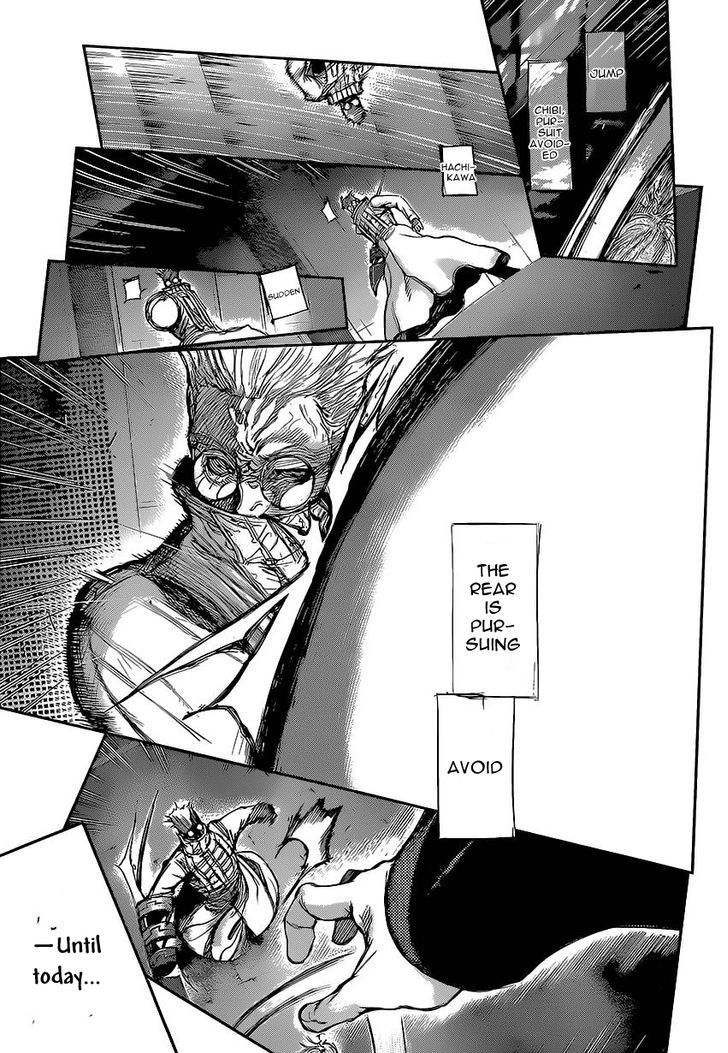 JUMP
CHIBI,
PUR-
SUIT
AVOID-
ED
HACHI-
KAWA
SUDDEN
THE
REAR
IS
PUR-
SUING
AVOID
—Until
today...